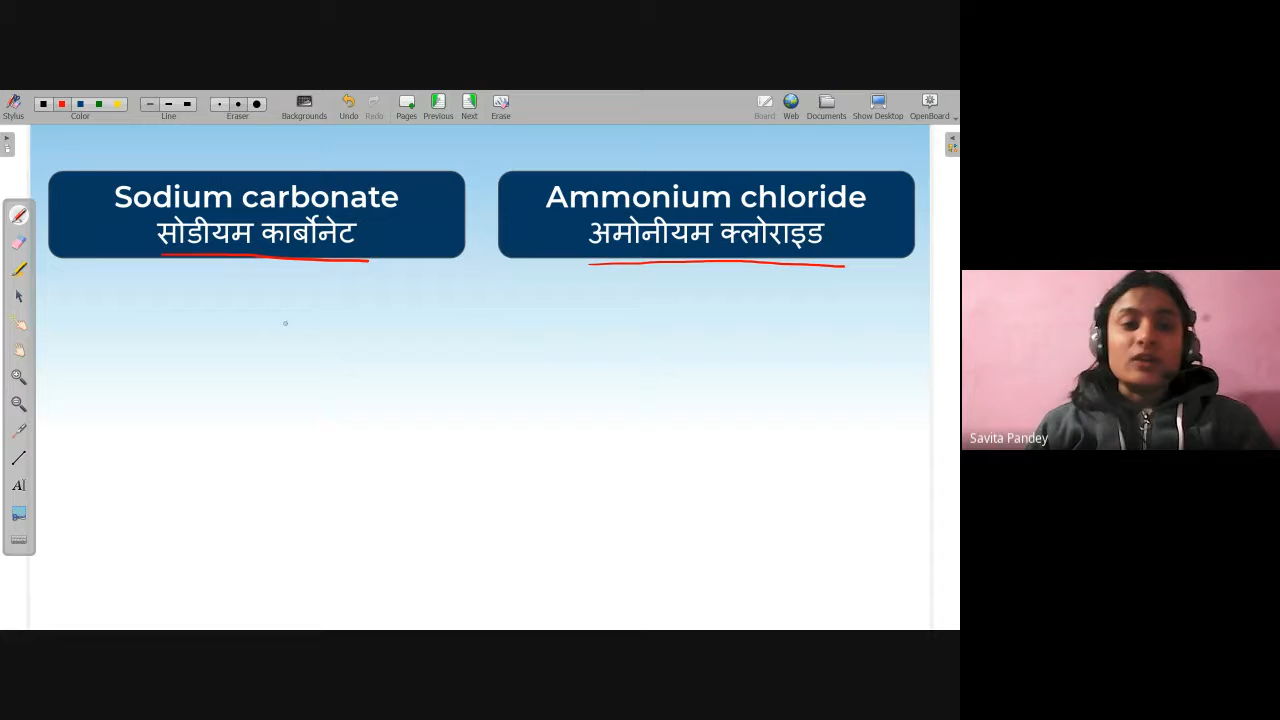 Stylus Color Line Eraser Backgrounds Undo Redo Pages Previous Next Erase Board Web Documents Show Desktop OpenBoard
Sodium carbonate
सोडीयम कार्बोनेट
Ammonium chloride
अमोनीयम क्लोराइड
Savita Pandey